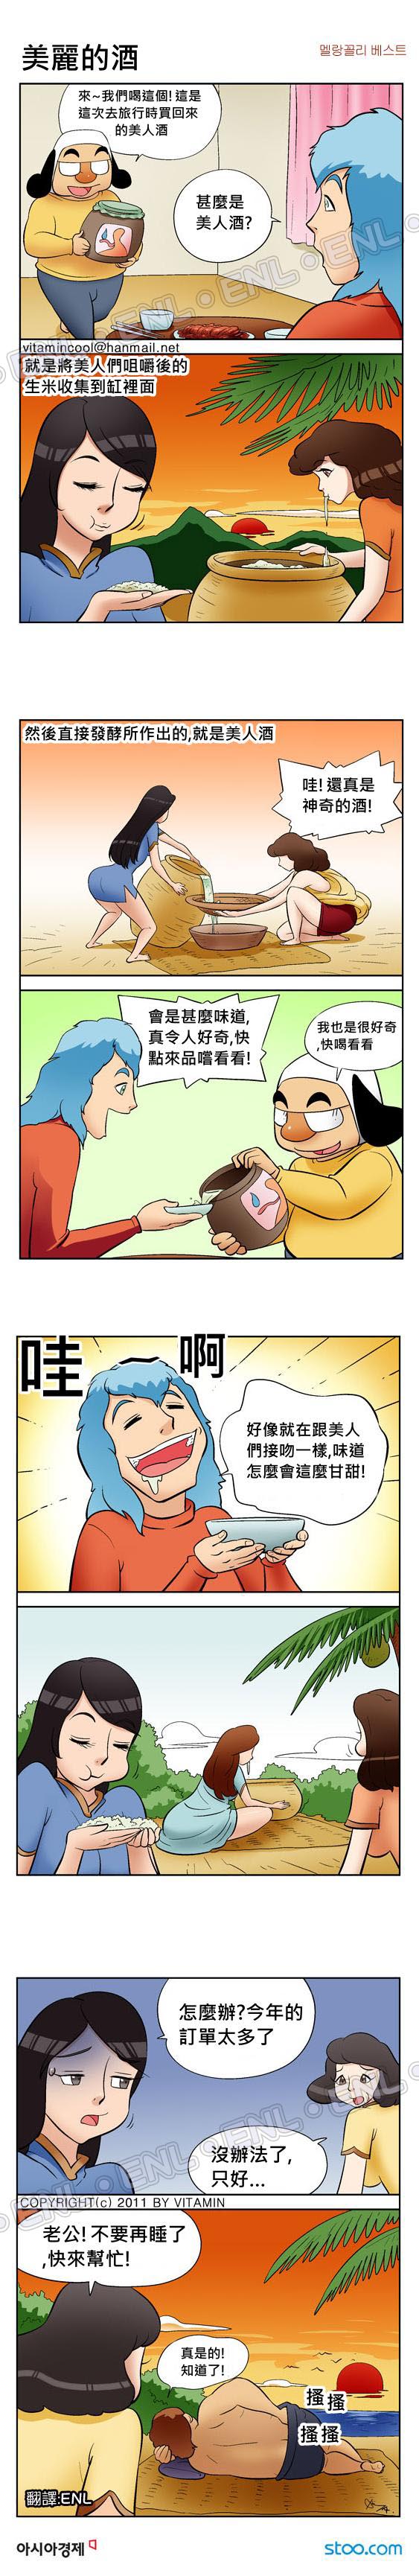 美麗的酒
멜랑꼴리 베스트
來~我們喝這個! 這是
這次去旅行時買回來
的美人酒
甚麼是
美人酒?
vitamincool@hanmail.net
就是將美人們咀嚼後的
生米收集到缸裡面
然後直接發酵所作出的,就是美人酒
哇! 還真是
神奇的酒!
會是甚麼味道,
真令人好奇,快
點來品嚐看看!
我也是很好奇
,快喝看看
哇
啊
好像就在跟美人
們接吻一樣,味道
怎麼會這麼甘甜!
怎麼辦?今年的
訂單太多了
沒辦法了,
只好...
COPYRIGHT(c) 2011 BY VITAMIN
老公! 不要再睡了
,快來幫忙!
真是的!
知道了!
搔搔
搔搔
翻譯:ENL
아시아경제
stoo.com
ENL